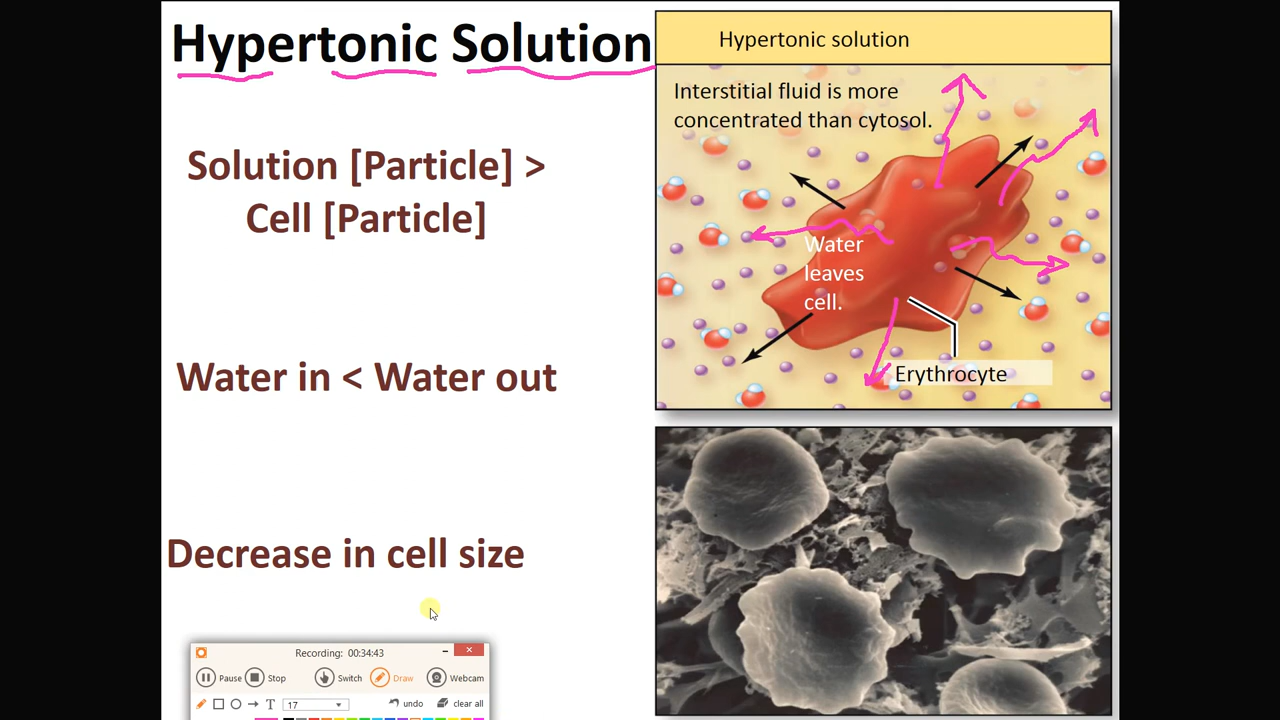 Hypertonic Solution
Solution [Particle] >
Cell [Particle]
Water in < Water out
Decrease in cell size
Hypertonic solution
Interstitial fluid is more
concentrated than cytosol.
Water
leaves
cell.
Erythrocyte
Recording: 00:34:43
Pause Stop Switch Draw Webcam
T 17 undo clear all